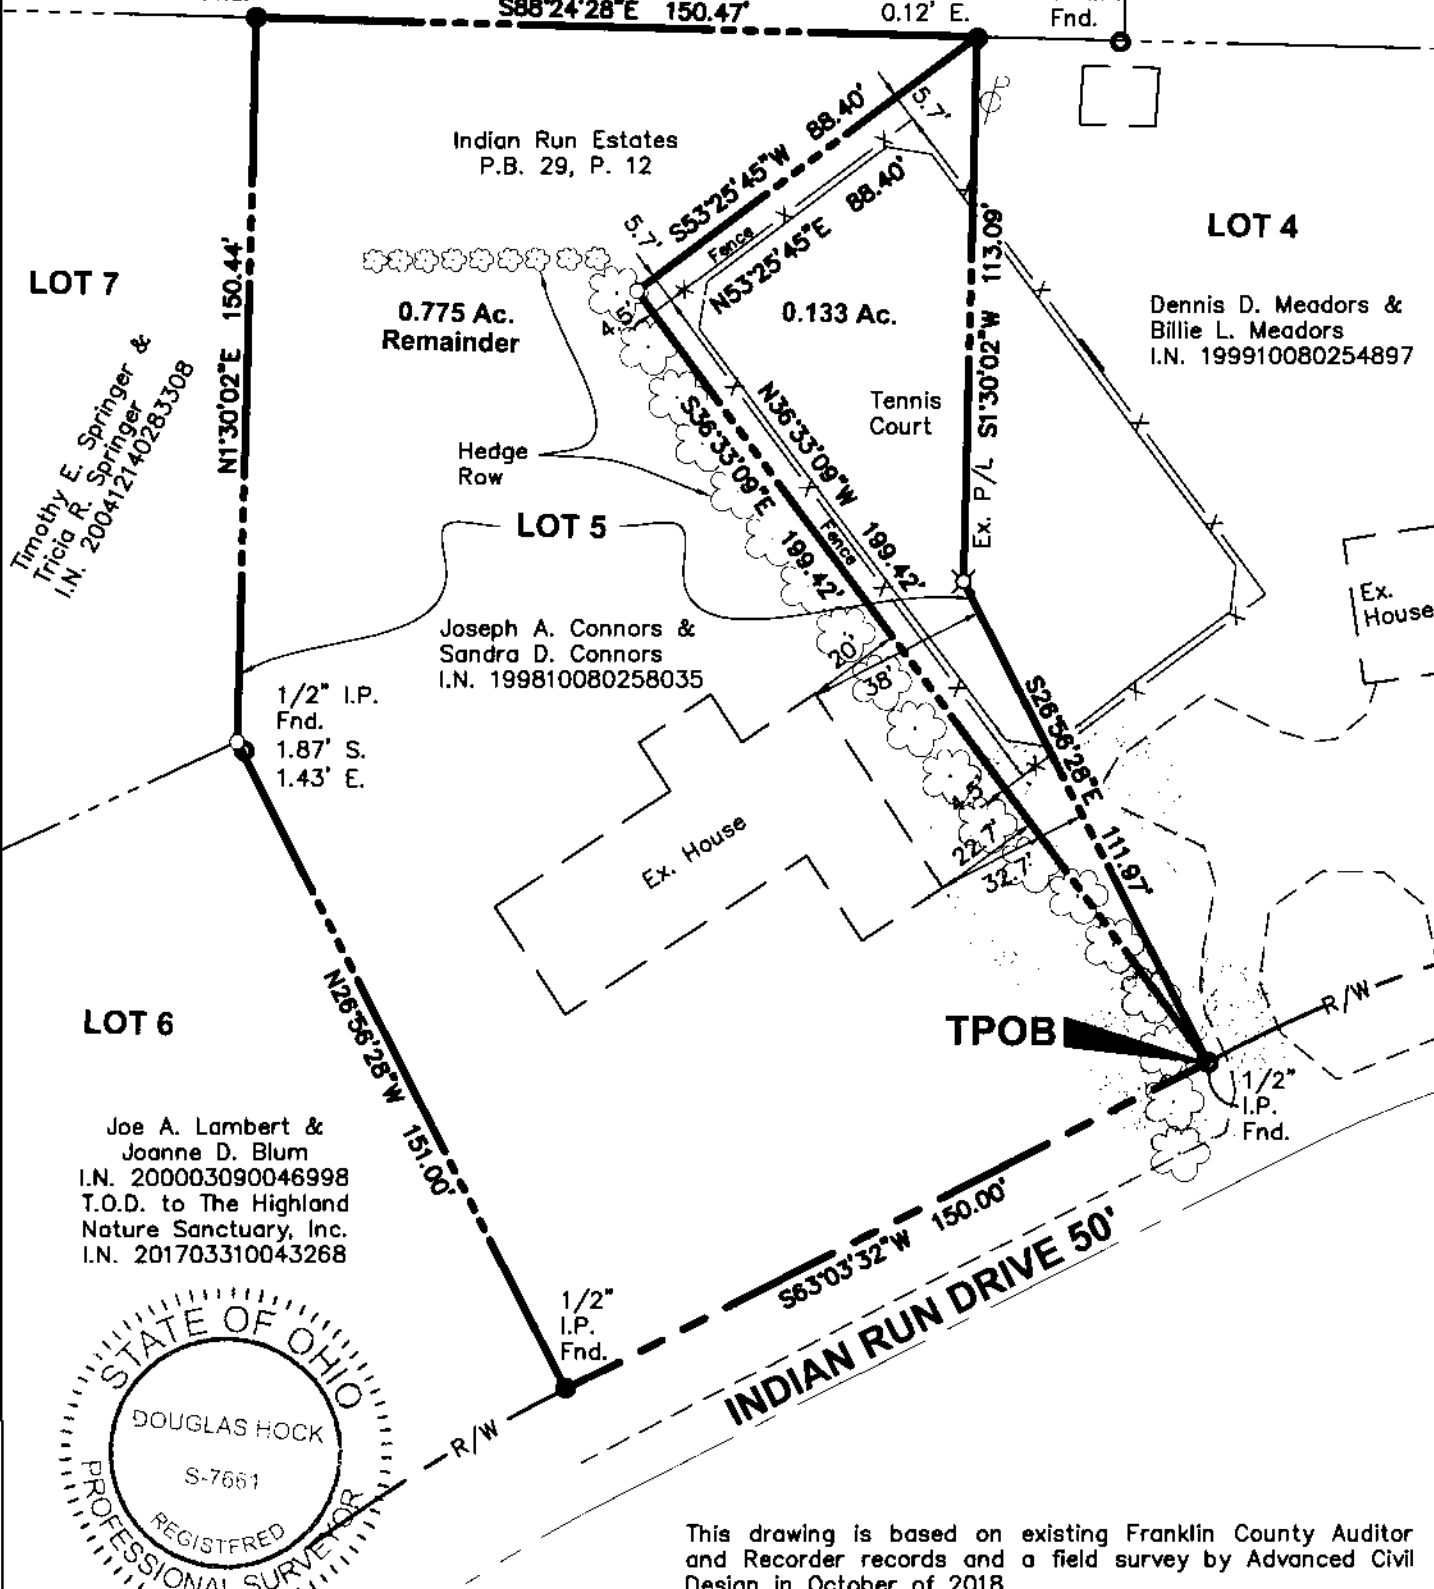 S88°24'28"E 150.47'
0.12' E.
Fnd.
5.7'
Indian Run Estates
P.B. 29, P. 12
S53°25'45"W 88.40'
Fence
N53°25'45"E 88.40'
5.7'
4.5'
LOT 7
N1°30'02"E 150.44'
0.775 Ac.
Remainder
0.133 Ac.
LOT 4
Dennis D. Meadors &
Billie L. Meadors
I.N. 199910080254897
Ex. P/L S1°30'02"W 113.09'
Timothy E. Springer &
Tricia R. Springer
I.N. 200412140283308
Hedge
Row
Tennis
Court
N36°33'09"W 199.42'
S36°33'09"E 199.42'
Fence
LOT 5
Joseph A. Connors &
Sandra D. Connors
I.N. 199810080258035
Ex.
House
20'
38'
1/2" I.P.
Fnd.
1.87' S.
1.43' E.
S26°56'28"E 111.97'
4.5'
22.7'
32.7'
Ex. House
LOT 6
N26°56'28"W 151.00'
TPOB
R/W
1/2"
I.P.
Fnd.
Joe A. Lambert &
Joanne D. Blum
I.N. 200003090046998
T.O.D. to The Highland
Nature Sanctuary, Inc.
I.N. 201703310043268
S63°03'32"W 150.00'
INDIAN RUN DRIVE 50'
1/2"
I.P.
Fnd.
R/W
STATE OF OHIO
DOUGLAS HOCK
S-7661
REGISTERED
PROFESSIONAL SURVEYOR
This drawing is based on existing Franklin County Auditor
and Recorder records and a field survey by Advanced Civil
Design in October of 2018